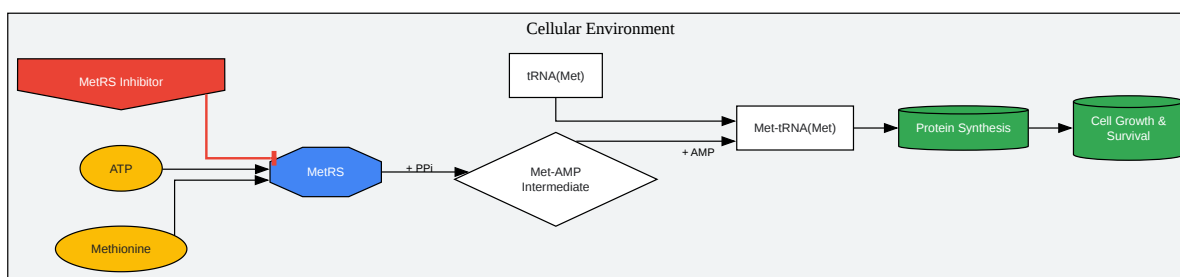 Cellular Environment
MetRS Inhibitor
tRNA(Met)
Met-tRNA(Met)
Protein Synthesis
Cell Growth &
Survival
ATP
MetRS
+ PPi
Met-AMP
Intermediate
+ AMP
Methionine